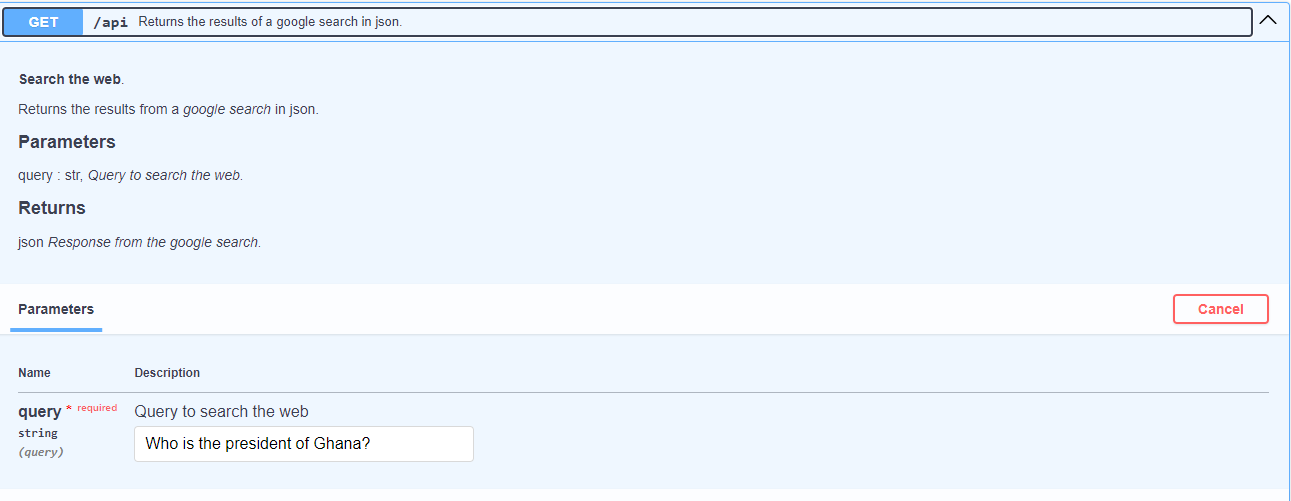 GET /api Returns the results of a google search in json.
Search the web.
Returns the results from a google search in json.
Parameters
query : str, Query to search the web.
Returns
json Response from the google search.
Parameters Cancel
Name Description
query * required Query to search the web
string Who is the president of Ghana?
(query)